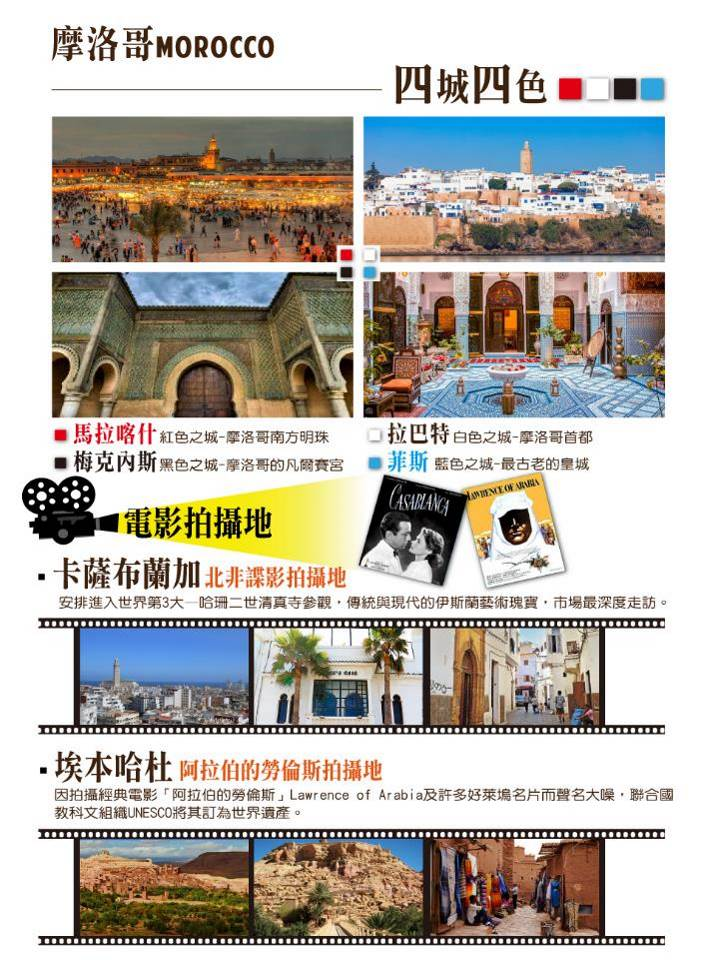 摩洛哥MOROCCO
四城四色
馬拉喀什 紅色之城-摩洛哥南方明珠
拉巴特 白色之城-摩洛哥首都
梅克內斯 黑色之城-摩洛哥的凡爾賽宮
菲斯 藍色之城-最古老的皇城
電影拍攝地
CASABLANCA
LAWRENCE OF ARABIA
卡薩布蘭加 北非諜影拍攝地
安排進入世界第3大─哈珊二世清真寺參觀，傳統與現代的伊斯蘭藝術瑰寶，市場最深度走訪。
埃本哈杜 阿拉伯的勞倫斯拍攝地
因拍攝經典電影「阿拉伯的勞倫斯」Lawrence of Arabia及許多好萊塢名片而聲名大噪，聯合國
教科文組織UNESCO將其訂為世界遺產。